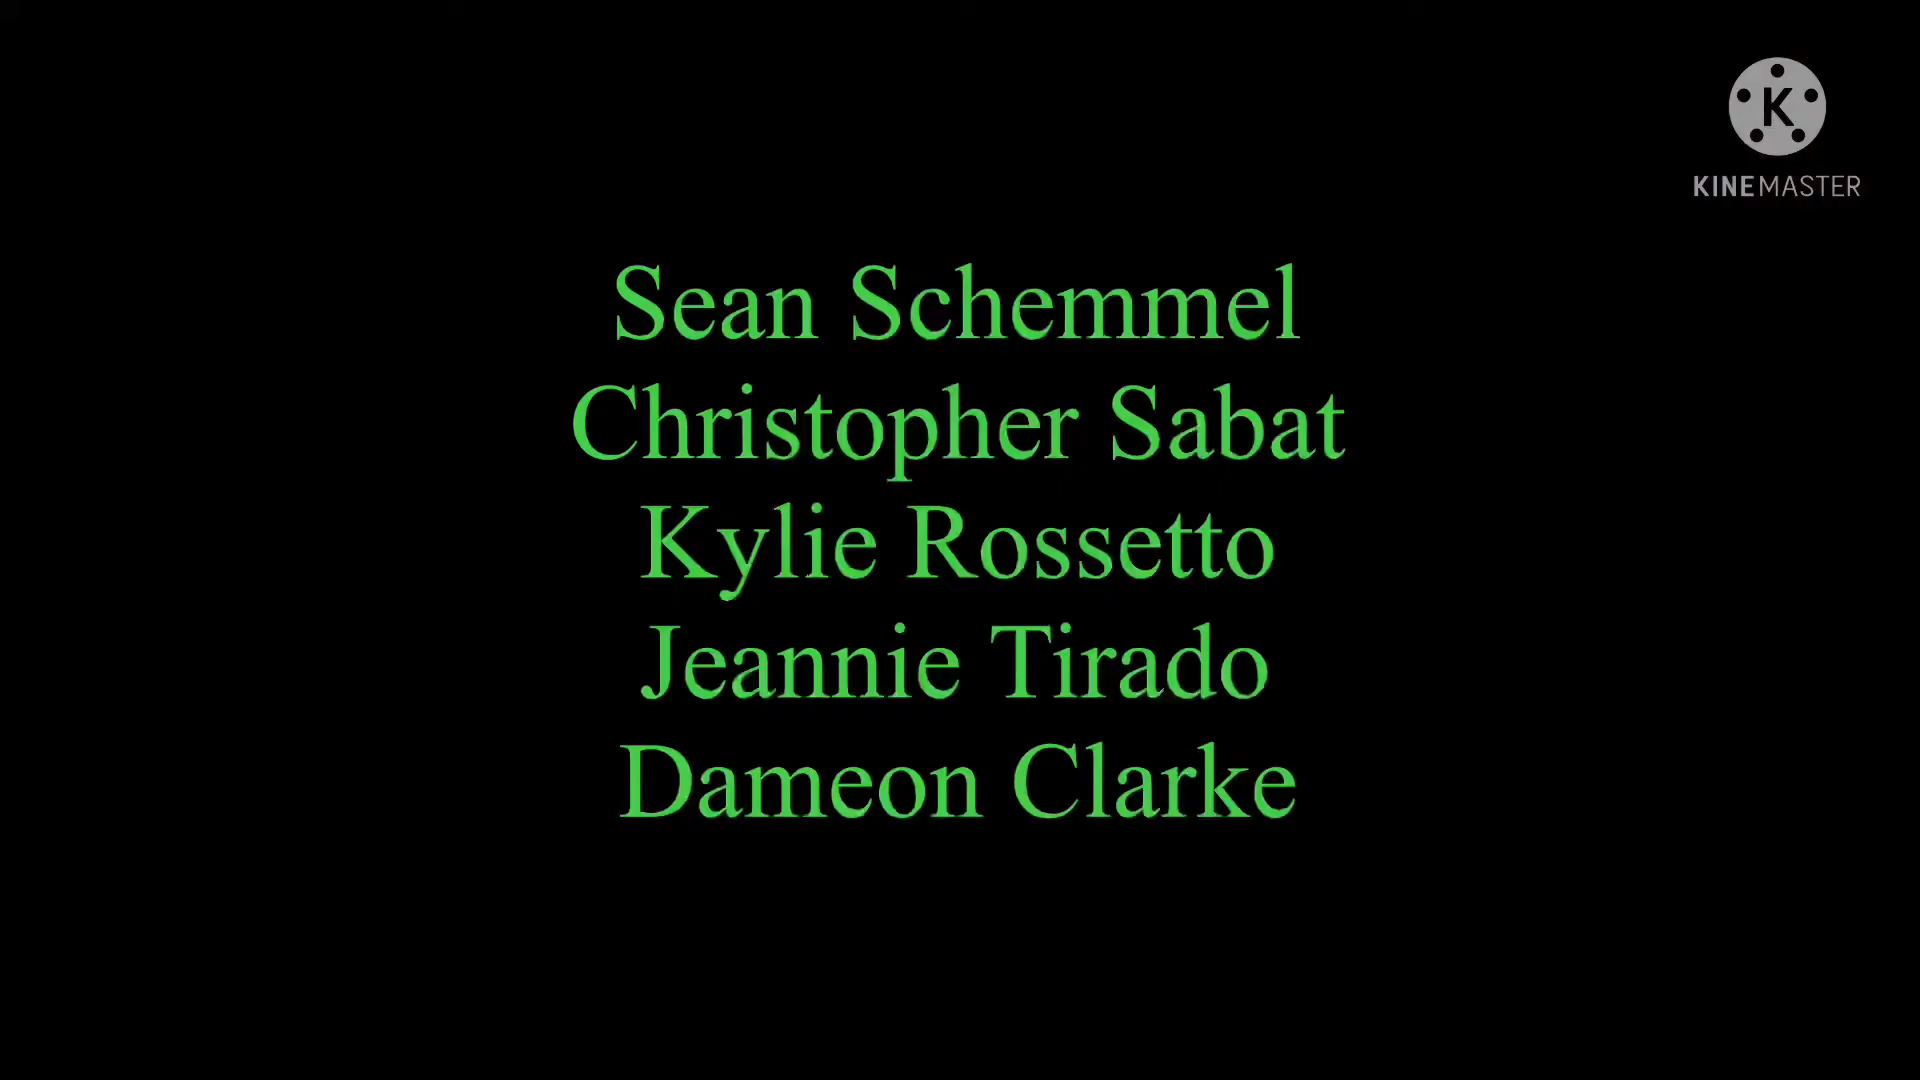 K
KINEMASTER
Sean Schemmel
Christopher Sabat
Kylie Rossetto
Jeannie Tirado
Dameon Clarke